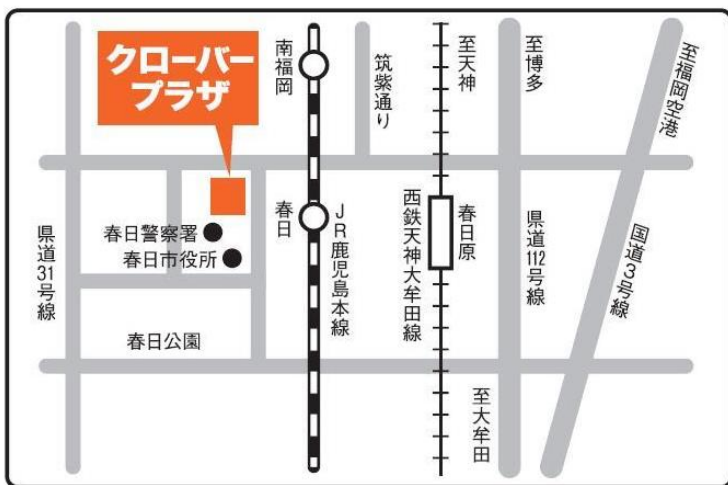 クローバー
プラザ
南福岡
筑紫通り
至天神
至博多
至福岡空港
県道31号線
春日警察署
春日市役所
春日
JR鹿児島本線
西鉄天神大牟田線
春日原
県道112号線
国道3号線
春日公園
至大牟田